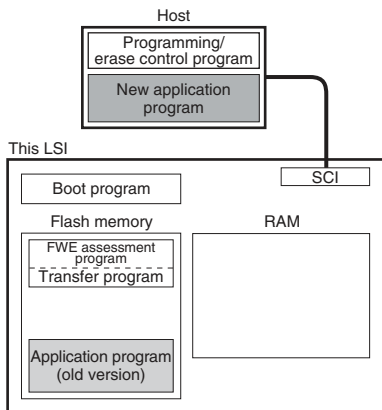 Host
Programming/
erase control program
New application
program
This LSI
SCI
Boot program
Flash memory
RAM
FWE assessment
program
Transfer program
Application program
(old version)